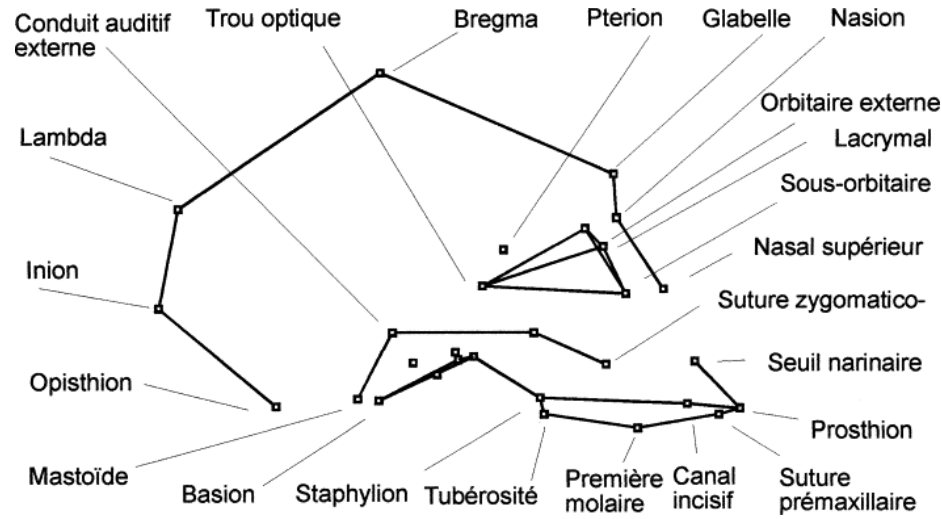 Conduit auditif
externe
Trou optique
Bregma
Pterion
Glabelle
Nasion
Orbitaire externe
Lacrymal
Sous-orbitaire
Nasal supérieur
Suture zygomatico-
Seuil narinaire
Prosthion
Lambda
Inion
Opisthion
Mastoïde
Basion
Staphylion
Tubérosité
Première
molaire
Canal
incisif
Suture
prémaxillaire